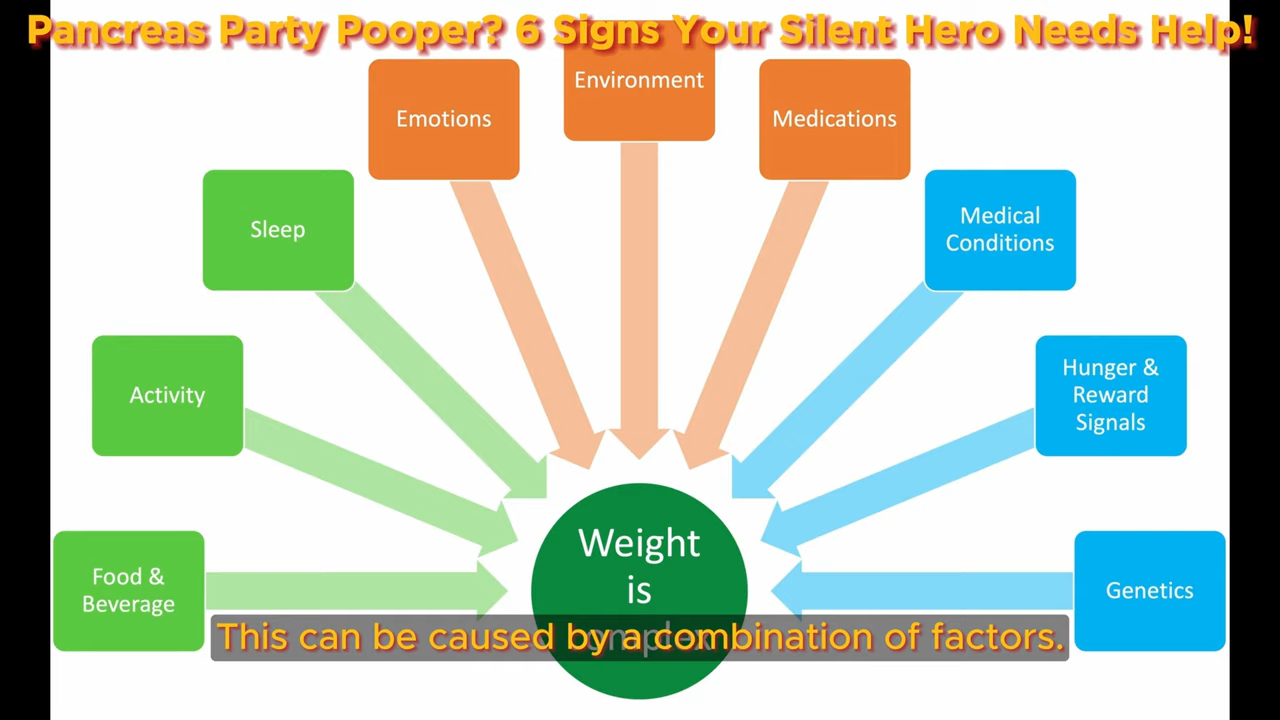 Pancreas Party Pooper? 6 Signs Your Silent Hero Needs Help!
Environment
Emotions
Medications
Sleep
Medical
Conditions
Activity
Hunger &
Reward
Signals
Food &
Beverage
Weight
is
Genetics
This can be caused by a combination of factors.